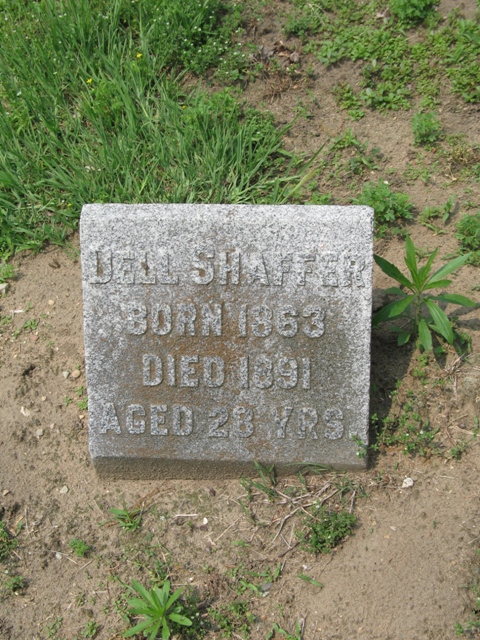 DELL SHAFFER
BORN 1863
DIED 1891
AGED 28 YRS.